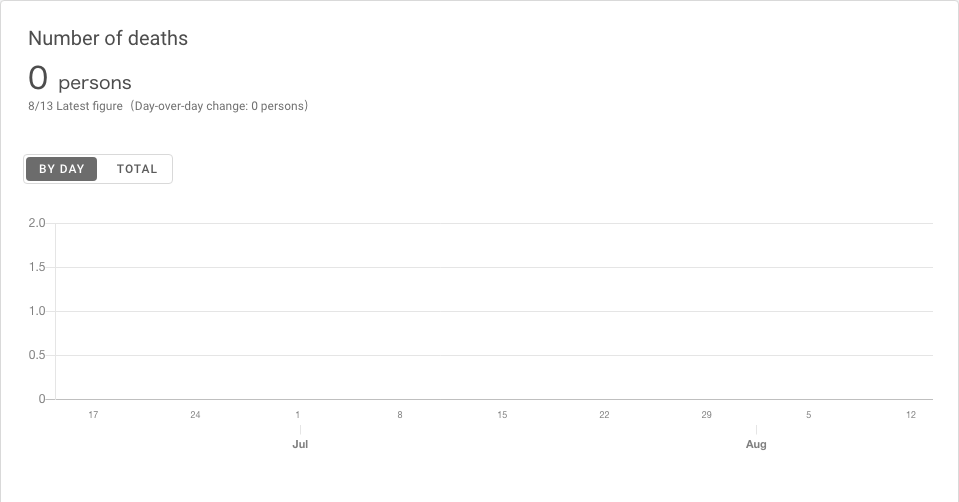 Number of deaths
0 persons
8/13 Latest figure（Day-over-day change: 0 persons）
BY DAY TOTAL
2.0
1.5
1.0
0.5
0
17 24 1 8 15 22 29 5 12
Jul Aug